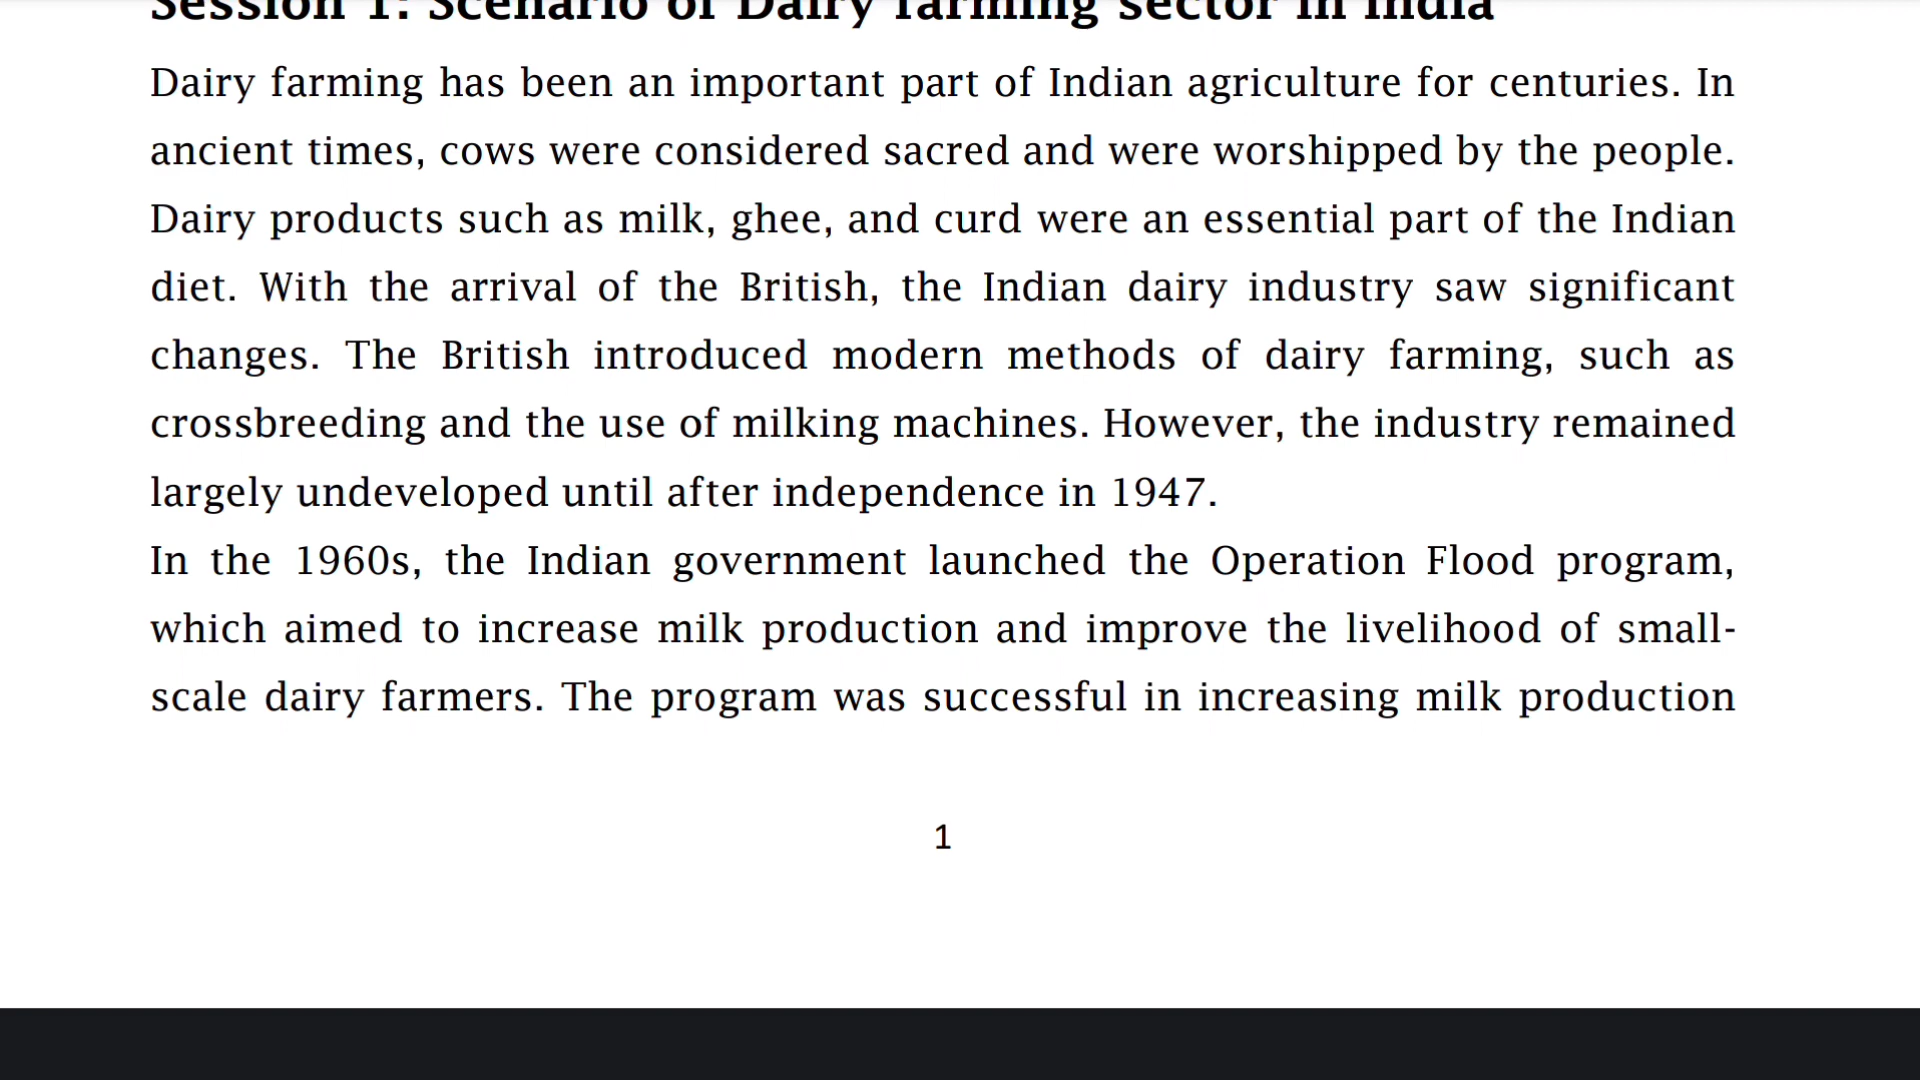 Session 1: Scenario of Dairy farming sector in India
Dairy farming has been an important part of Indian agriculture for centuries. In
ancient times, cows were considered sacred and were worshipped by the people.
Dairy products such as milk, ghee, and curd were an essential part of the Indian
diet. With the arrival of the British, the Indian dairy industry saw significant
changes. The British introduced modern methods of dairy farming, such as
crossbreeding and the use of milking machines. However, the industry remained
largely undeveloped until after independence in 1947.
In the 1960s, the Indian government launched the Operation Flood program,
which aimed to increase milk production and improve the livelihood of small-
scale dairy farmers. The program was successful in increasing milk production
1